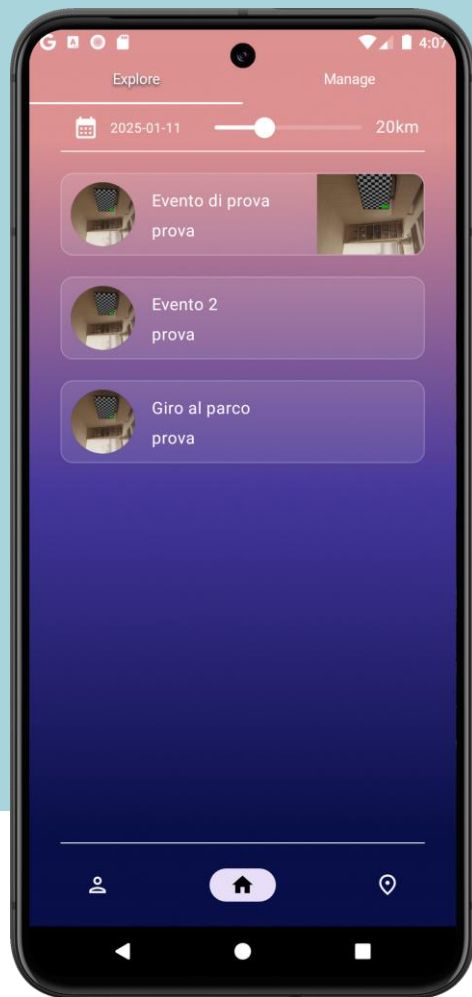 G 4:07
Explore Manage
2025-01-11 20km
Evento di prova
prova
Evento 2
prova
Giro al parco
prova